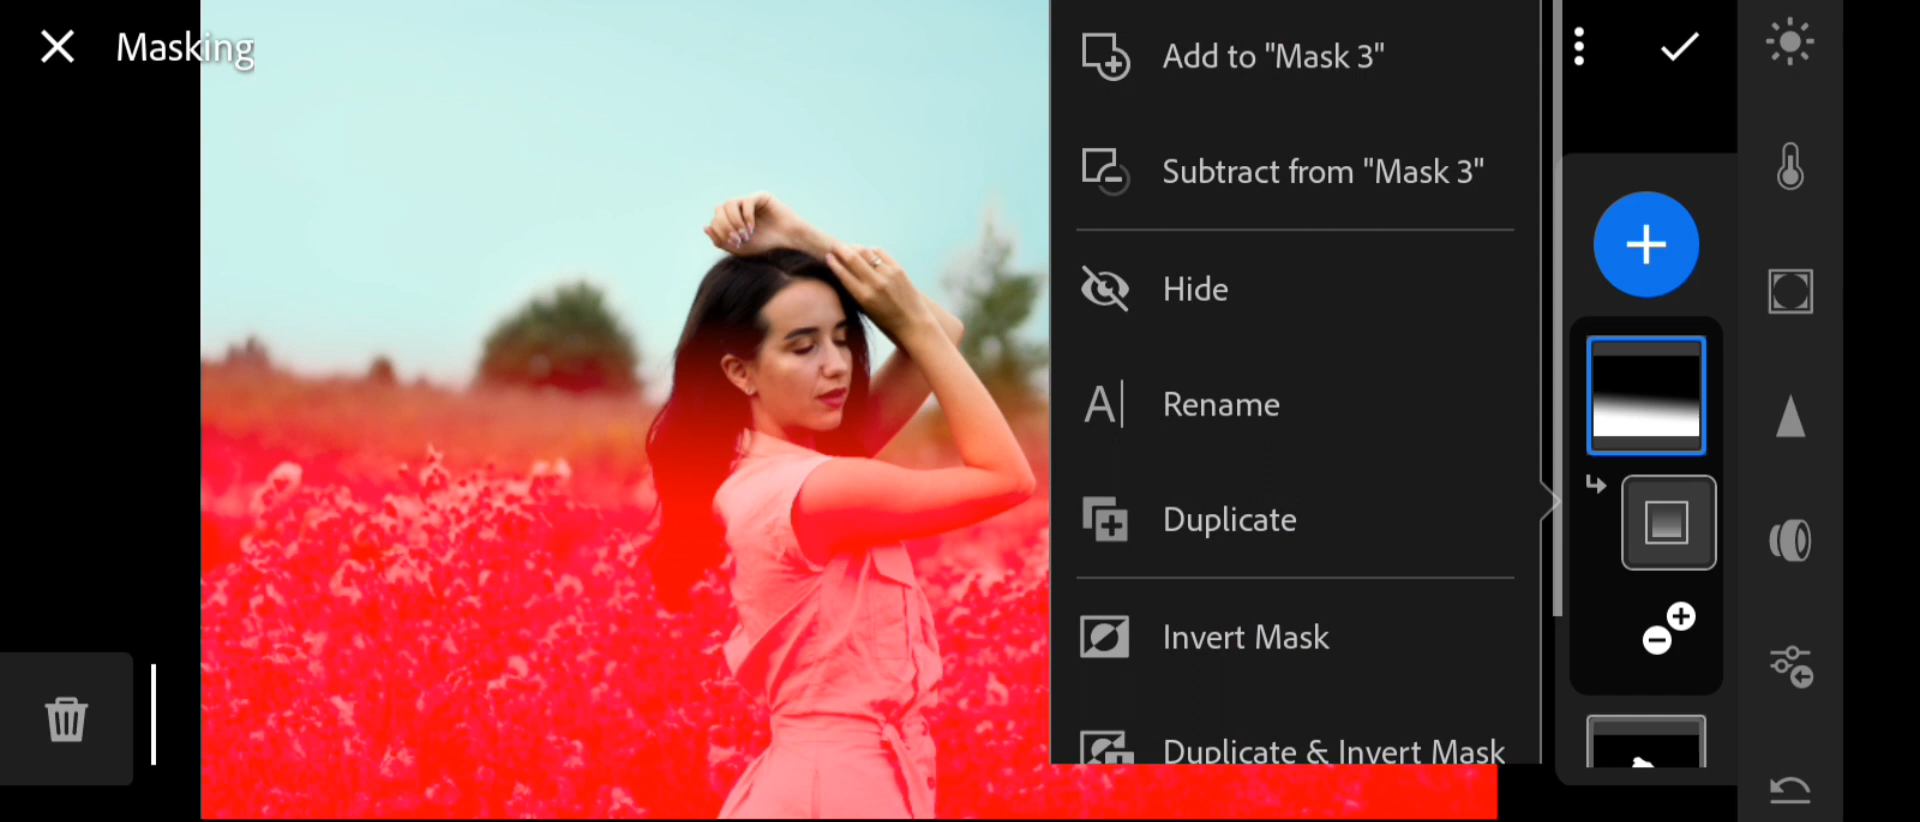 Masking
Add to "Mask 3"
Subtract from "Mask 3"
Hide
Rename
Duplicate
Invert Mask
Duplicate & Invert Mask